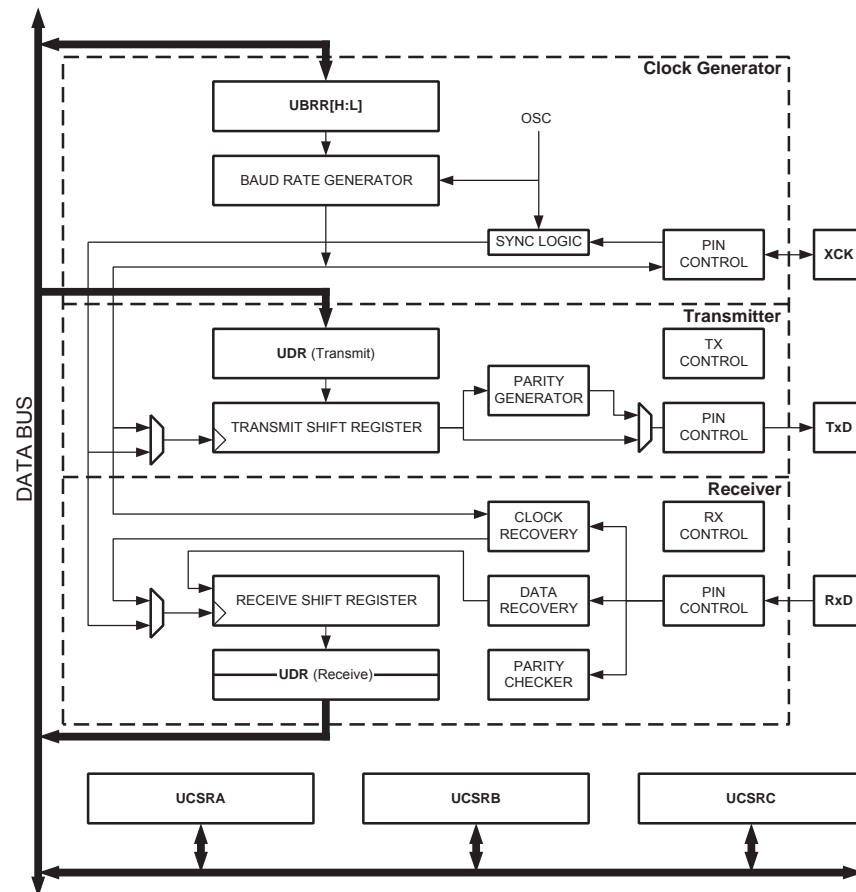 Clock Generator
UBRR[H:L]
OSC
BAUD RATE GENERATOR
SYNC LOGIC
PIN
CONTROL
XCK
Transmitter
UDR (Transmit)
TX
CONTROL
PARITY
GENERATOR
TRANSMIT SHIFT REGISTER
PIN
CONTROL
TxD
DATA BUS
Receiver
CLOCK
RECOVERY
RX
CONTROL
RECEIVE SHIFT REGISTER
DATA
RECOVERY
PIN
CONTROL
RxD
UDR (Receive)
PARITY
CHECKER
UCSRA
UCSRB
UCSRC